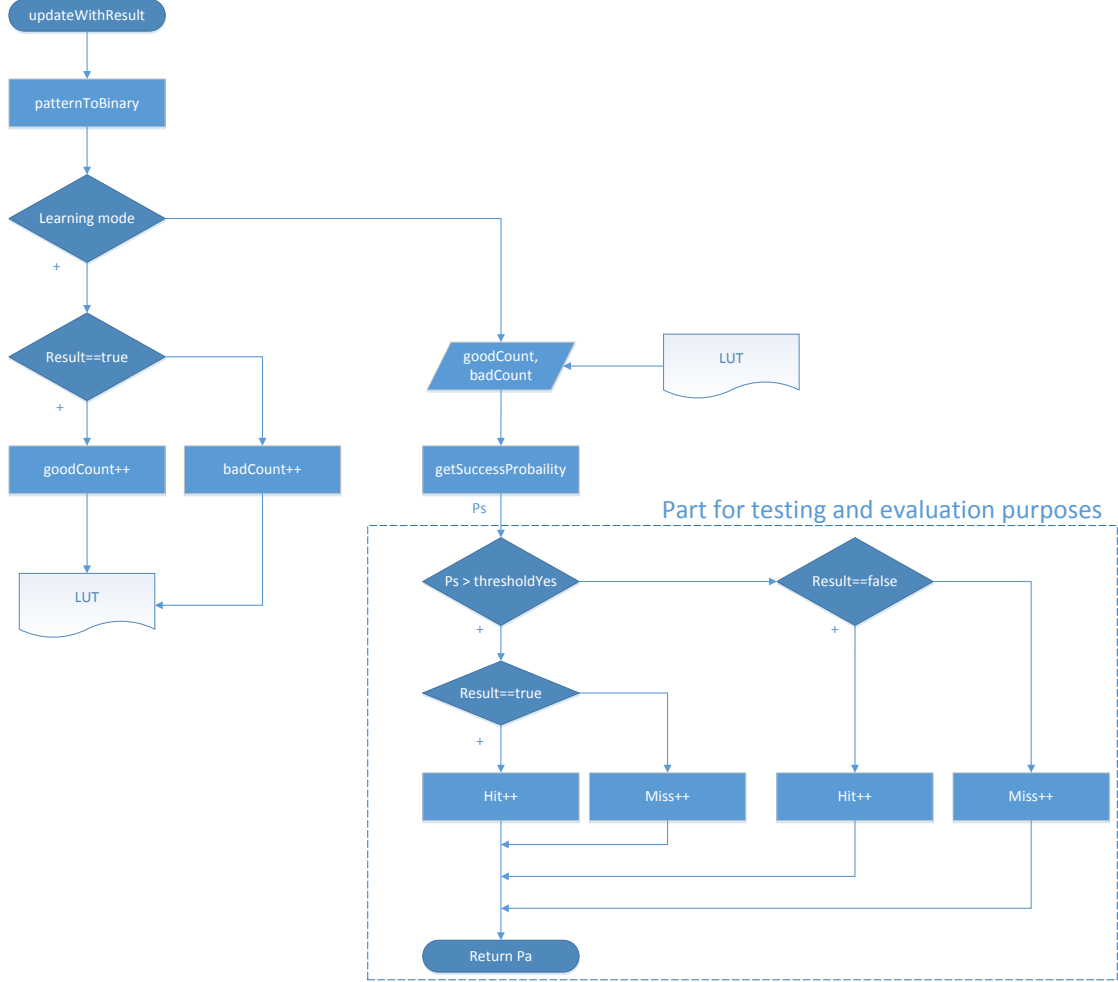 updateWithResult
patternToBinary
Learning mode
+
Result==true
+
goodCount++
badCount++
LUT
goodCount,
badCount
LUT
getSuccessProbaility
Ps
Part for testing and evaluation purposes
Ps > thresholdYes
+
Result==false
+
Result==true
+
Hit++
Miss++
Hit++
Miss++
Return Pa